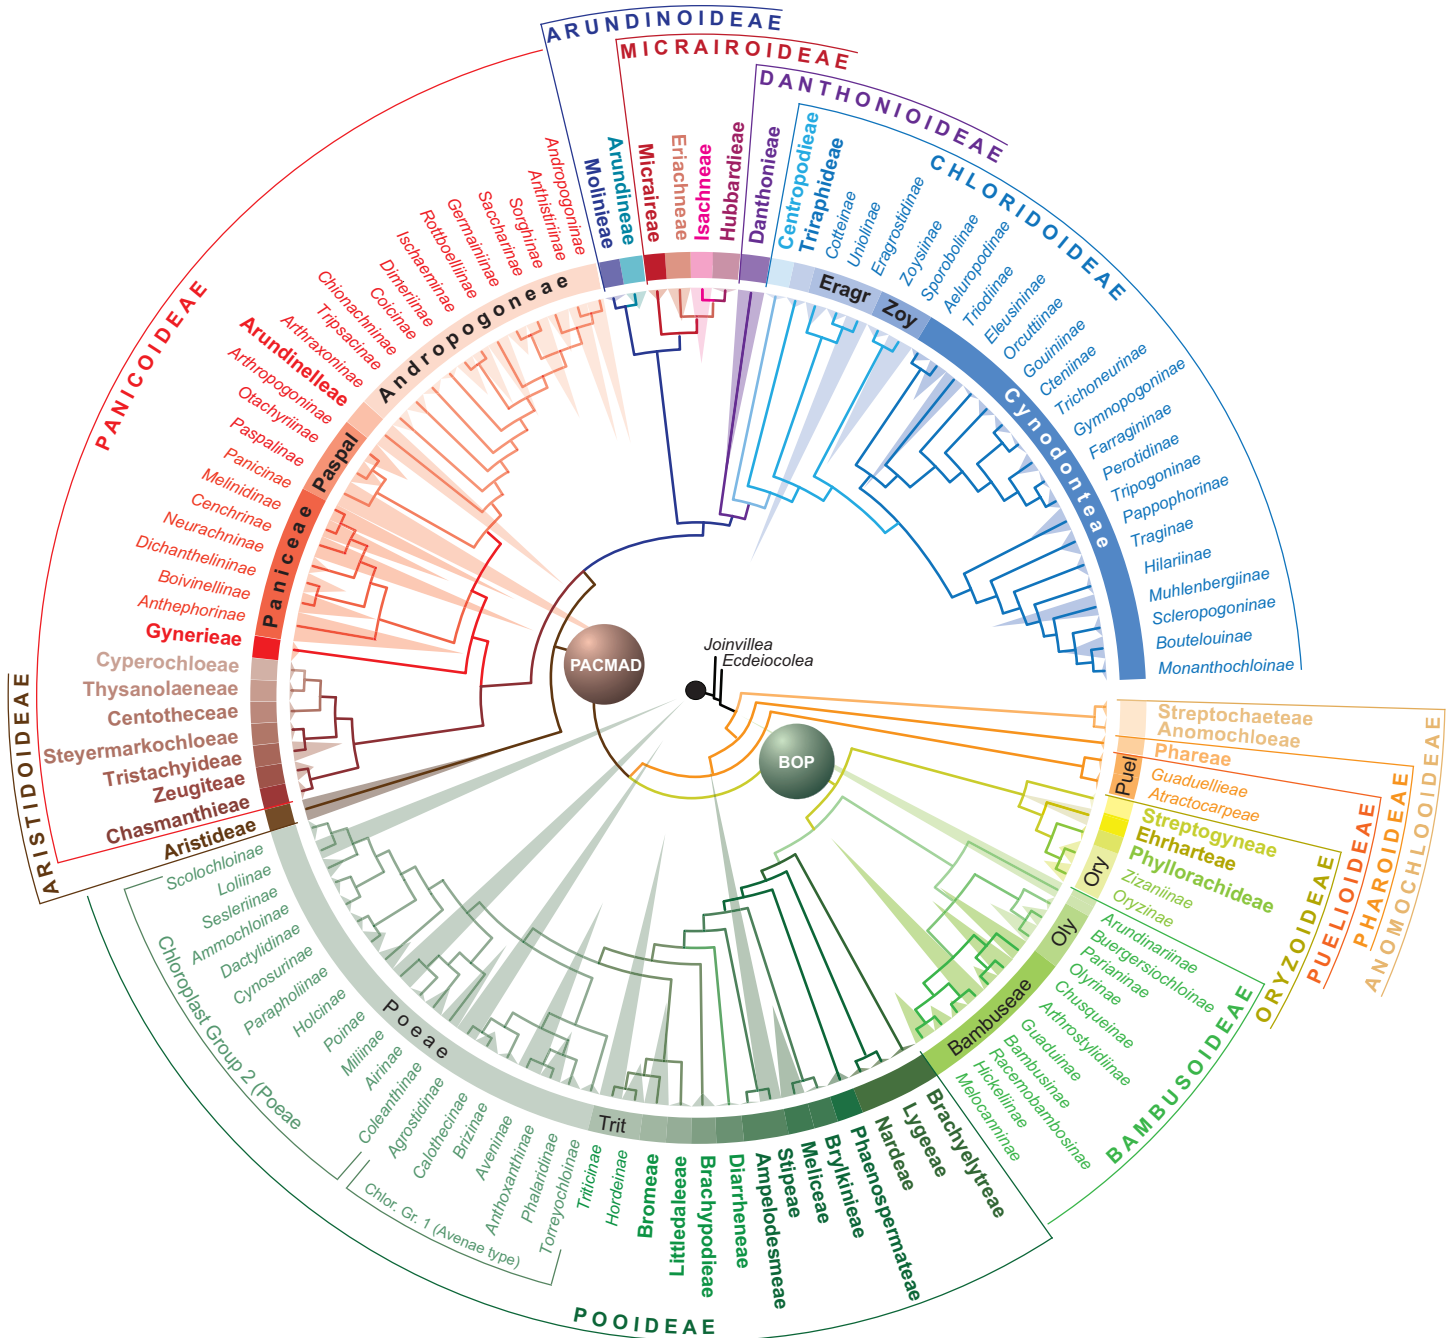 ARUNDINOIDEAE
MICRAIROIDEAE
DANTHONIOIDEAE
CHLORIDOIDEAE
PANICOIDEAE
ARISTIDOIDEAE
Molinieae
Arundineae
Micraireae
Eriachneae
Isachneae
Hubbardieae
Danthonieae
Centropodieae
Triraphideae
Cotteinae
Uniolinae
Eragrostidinae
Zoysiinae
Sporobolinae
Aeluropodinae
Triodiinae
Eleusininae
Orcuttiinae
Gouiniinae
Cteniinae
Trichoneurinae
Gymnopogoninae
Farragininae
Perotidinae
Tripogoninae
Pappophorinae
Traginae
Hilariinae
Muhlenbergiinae
Scleropogoninae
Boutelouinae
Monanthochloinae
Eragr
Zoy
Cynodonteae
Andropogoninae
Anthistiriinae
Sorghinae
Saccharinae
Germainiinae
Rottboelliinae
Ischaeminae
Dimeriinae
Coicinae
Chionachninae
Tripsacinae
Arthraxoninae
Arundinelleae
Arthropogoninae
Otachyriinae
Paspalinae
Panicinae
Melinidinae
Cenchrinae
Neurachninae
Dichantheliinae
Boivinellinae
Anthephorinae
Gynerieae
Cyperochloeae
Thysanolaeneae
Centotheceae
Steyermarkochloeae
Tristachyideae
Zeugiteae
Chasmanthieae
Aristideae
Andropogoneae
Paspal
Paniceae
PACMAD
BOP
Joinvillea
Ecdeiocolea
Streptochaeteae
Anomochloeae
Phareae
Guaduellieae
Atractocarpeae
Puel
Streptogyneae
Ehrharteae
Phyllorachideae
Zizaniinae
Oryzinae
Ory
ANOMOCHLOOIDEAE
PHAROIDEAE
PUELIOIDEAE
ORYZOIDEAE
BAMBUSOIDEAE
Arundinariinae
Buergersiochloinae
Parianinae
Olyrinae
Chusqueinae
Arthrostylidiinae
Guaduinae
Bambusinae
Racemobambosinae
Hickeliinae
Melocanninae
Oly
Bambuseae
Scolochloinae
Loliinae
Sesleriinae
Ammochloinae
Dactylidinae
Cynosurinae
Parapholiinae
Holcinae
Poinae
Miliinae
Airinae
Coleanthinae
Agrostidinae
Calothecinae
Brizinae
Aveninae
Anthoxanthinae
Phalaridinae
Torreyochloinae
Triticinae
Hordeinae
Bromeae
Littledaleeae
Brachypodieae
Diarrheneae
Ampelodesmeae
Stipeae
Meliceae
Brylkinieae
Phaenospermateae
Nardeae
Lygeeae
Brachyelytreae
Poeae
Trit
Chloroplast Group 2 (Poeae
Chlor. Gr. 1 (Avenae type)
POOIDEAE